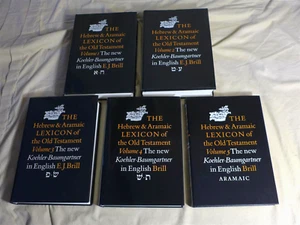 THE
Hebrew & Aramaic
LEXICON of
the Old Testament
Volume 1 The new
Koehler-Baumgartner
in English E.J. Brill
א-ח
THE
Hebrew & Aramaic
LEXICON of
the Old Testament
Volume 2 The new
Koehler-Baumgartner
in English E.J. Brill
ט-ע
THE
Hebrew & Aramaic
LEXICON of
the Old Testament
Volume 3 The new
Koehler-Baumgartner
in English E.J. Brill
פ-שׂ
THE
Hebrew & Aramaic
LEXICON of
the Old Testament
Volume 4 The new
Koehler-Baumgartner
in English Brill
שׁ-ת
THE
Hebrew & Aramaic
LEXICON of
the Old Testament
Volume 5 The new
Koehler-Baumgartner
in English Brill
ARAMAIC